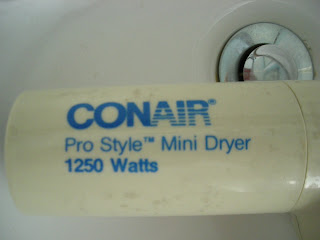 CONAIR®
Pro Style™ Mini Dryer
1250 Watts